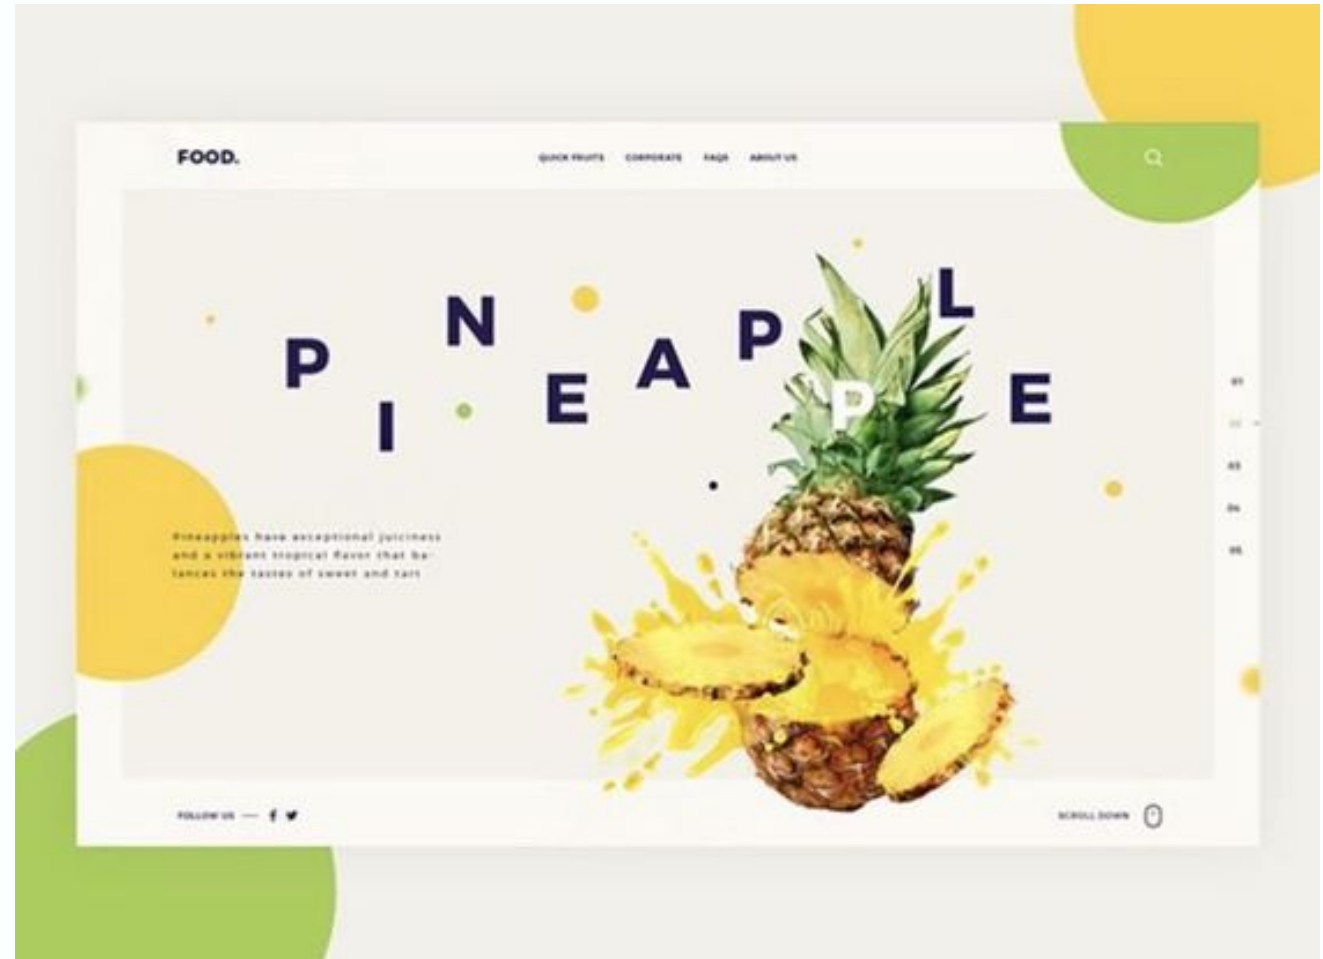 FOOD.
QUICK FRUITS CORPORATE FAQS ABOUT US
PINEAPPLE
Pineapples have exceptional juiciness
and a vibrant tropical flavor that ba-
lances the tastes of sweet and tart
01
02
03
04
05
FOLLOW US
SCROLL DOWN